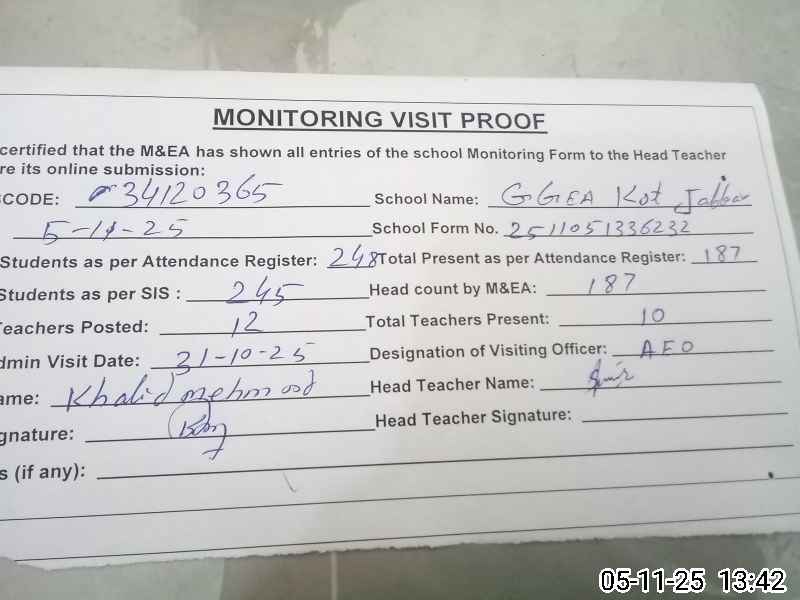 MONITORING VISIT PROOF
certified that the M&EA has shown all entries of the school Monitoring Form to the Head Teacher
re its online submission:
SCODE: 34120365 School Name: GGEA Kot Jabbar
5-11-25 School Form No. 2511051336232
Students as per Attendance Register: 248 Total Present as per Attendance Register: 187
Students as per SIS : 245 Head count by M&EA: 187
Teachers Posted: 12 Total Teachers Present: 10
dmin Visit Date: 31-10-25 Designation of Visiting Officer: AEO
ame: Khalid Mehmood Head Teacher Name:
gnature: Head Teacher Signature:
s (if any):
05-11-25 13:42